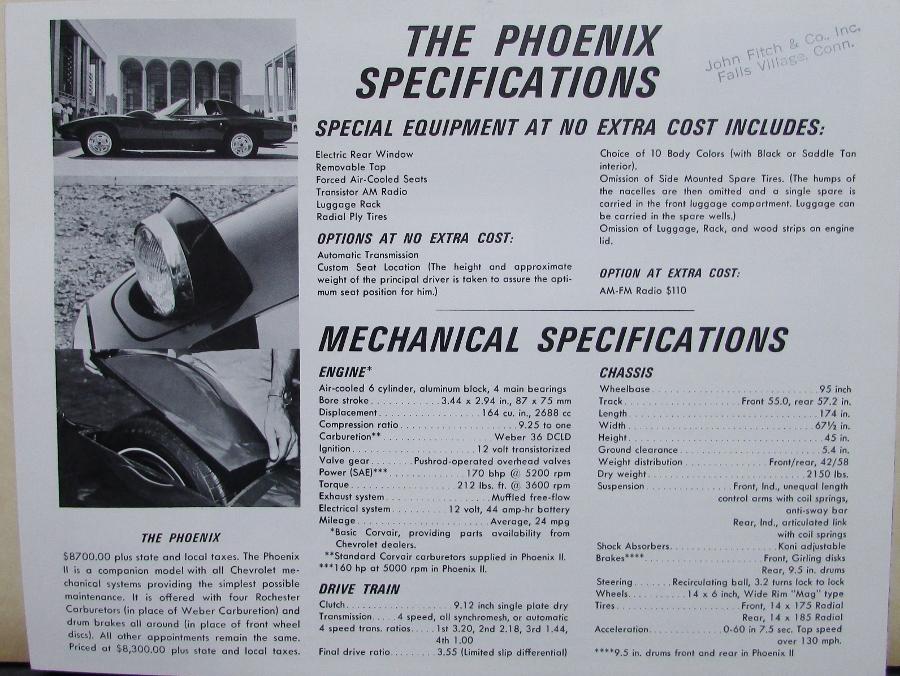 THE PHOENIX
SPECIFICATIONS
John Fitch & Co., Inc.
Falls Village, Conn.
SPECIAL EQUIPMENT AT NO EXTRA COST INCLUDES:
Electric Rear Window
Removable Top
Forced Air-Cooled Seats
Transistor AM Radio
Luggage Rack
Radial Ply Tires
OPTIONS AT NO EXTRA COST:
Automatic Transmission
Custom Seat Location (The height and approximate
weight of the principal driver is taken to assure the opti-
mum seat position for him.)
Choice of 10 Body Colors (with Black or Saddle Tan
interior).
Omission of Side Mounted Spare Tires. (The humps of
the nacelles are then omitted and a single spare is
carried in the front luggage compartment. Luggage can
be carried in the spare wells.)
Omission of Luggage, Rack, and wood strips an engine
lid.
OPTION AT EXTRA COST:
AM-FM Radio $110
MECHANICAL SPECIFICATIONS
ENGINE*
Air-cooled 6 cylinder, aluminum block, 4 main bearings
Bore stroke............3.44 x 2.94 in., 87 x 75 mm
Displacement..................164 cu. in., 2688 cc
Compression ratio....................9.25 to one
Carburetion**....................Weber 36 DCLD
Ignition....................12 volt transistorized
Valve gear........Pushrod-operated overhead valves
Power (SAE)***..............170 bhp @ 5200 rpm
Torque....................212 lbs. ft. @ 3600 rpm
Exhaust system..................Muffled free-flow
Electrical system............12 volt, 44 amp-hr battery
Mileage........................Average, 24 mpg
*Basic Corvair, providing parts availability from
Chevrolet dealers.
**Standard Corvair carburetors supplied in Phoenix II.
***160 hp at 5000 rpm in Phoenix II.
DRIVE TRAIN
Clutch....................9.12 inch single plate dry
Transmission.....4 speed, all synchromesh, or automatic
4 speed trans. ratios.....1st 3.20, 2nd 2.18, 3rd 1.44,
4th 1.00
Final drive ratio.........3.55 (Limited slip differential)
CHASSIS
Wheelbase..............................95 inch
Track..................Front 55.0, rear 57.2 in.
Length..................................174 in.
Width..................................67½ in.
Height..................................45 in.
Ground clearance........................5.4 in.
Weight distribution..............Front/rear, 42/58
Dry weight..........................2150 lbs.
Suspension..............Front, Ind., unequal length
control arms with coil springs,
anti-sway bar
Rear, Ind., articulated link
with coil springs
Shock Absorbers....................Koni adjustable
Brakes****....................Front, Girling disks
Rear, 9.5 in. drums
Steering.......Recirculating ball, 3.2 turns lock to lock
Wheels..........14 x 6 inch, Wide Rim "Mag" type
Tires....................Front, 14 x 175 Radial
Rear, 14 x 185 Radial
Acceleration............0-60 in 7.5 sec. Top speed
over 130 mph.
****9.5 in. drums front and rear in Phoenix II
THE PHOENIX
$8700.00 plus state and local taxes. The Phoenix
II is a companion model with all Chevrolet me-
chanical systems providing the simplest possible
maintenance. It is offered with four Rochester
Carburetors (in place of Weber Carburetion) and
drum brakes all around (in place of front wheel
discs). All other appointments remain the same.
Priced at $8,300.00 plus state and local taxes.